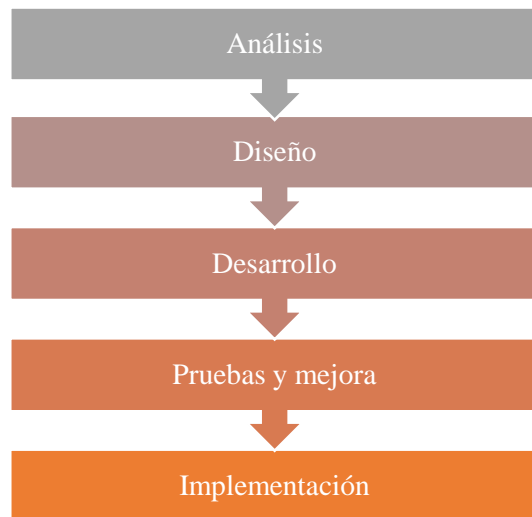 Análisis
Diseño
Desarrollo
Pruebas y mejora
Implementación